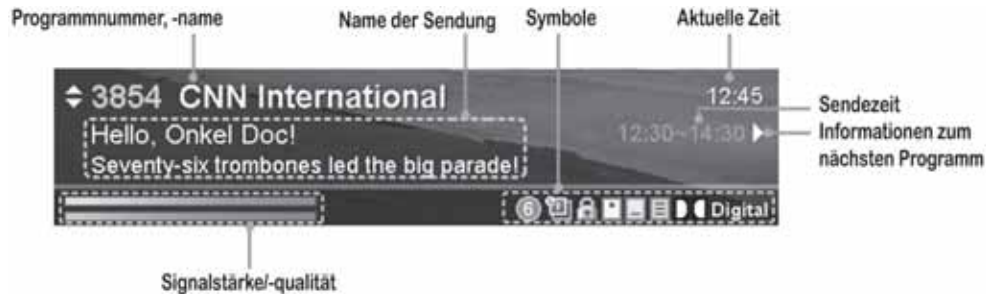 Programmnummer, -name
Name der Sendung
Symbole
Aktuelle Zeit
3854 CNN International
12:45
Hello, Onkel Doc!
12:30~14:30
Seventy-six trombones led the big parade!
Sendezeit
Informationen zum
nächsten Programm
6 Digital
Signalstärke/-qualität